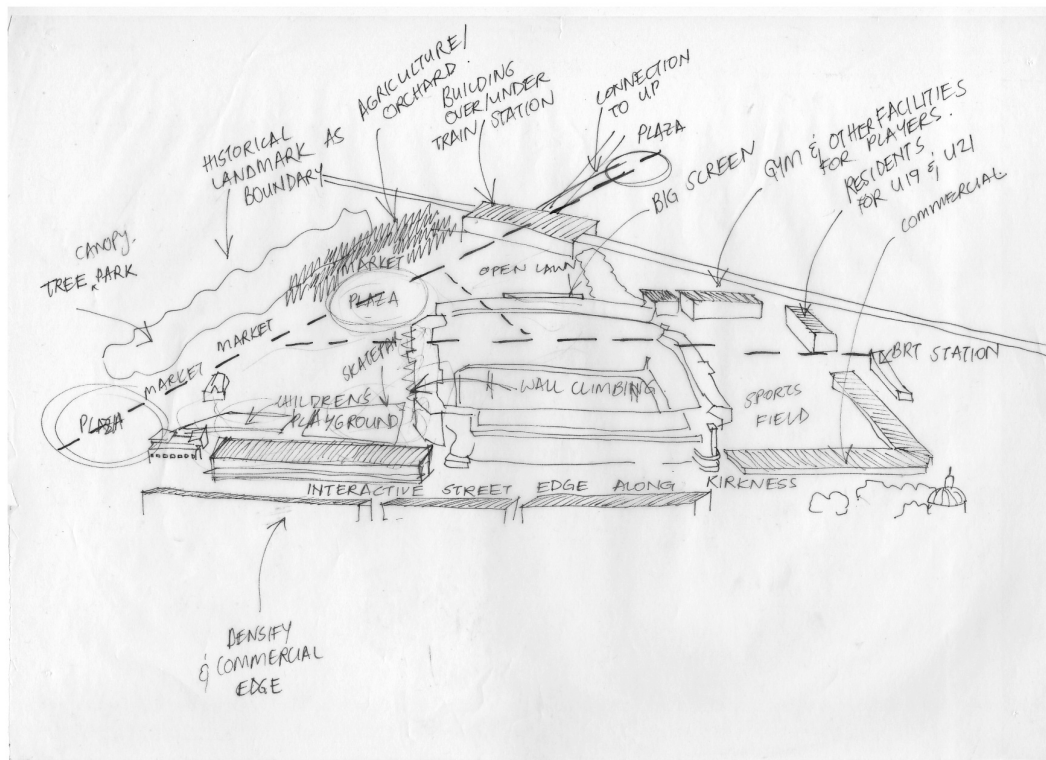 AGRICULTURE/
ORCHARD.
BUILDING
OVER/UNDER
TRAIN STATION
CONNECTION
TO UP
PLAZA
BIG SCREEN
GYM & OTHER FACILITIES
FOR PLAYERS.
RESIDENTS.
FOR U19 & U21
COMMERCIAL
HISTORICAL
LANDMARK AS
BOUNDARY
CANOPY.
TREE PARK
MARKET
OPEN LAWN
PLAZA
MARKET
MARKET
SKATEPARK
BRT STATION
WALL CLIMBING
PLAZA
CHILDREN'S
PLAYGROUND
SPORTS
FIELD
INTERACTIVE STREET EDGE ALONG KIRKNESS
DENSIFY
& COMMERCIAL
EDGE